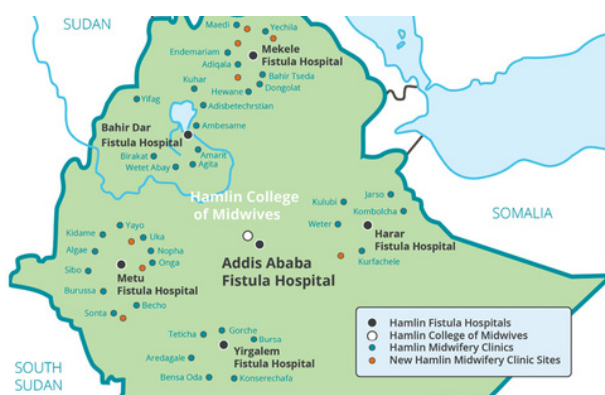 SUDAN
Maedi
Yechila
Endemariam
Mekele
Fistula Hospital
Adiqala
Bahir Tseda
Dongolat
Kuhar
Hewane
Yifag
Adisbetechrstian
Ambesame
Bahir Dar
Fistula Hospital
Birakat
Amarit
Wetet Abay
Agita
Hamlin College
of Midwives
Jarso
Kulubi
Kombolcha
SOMALIA
Weter
Harar
Fistula Hospital
Kurfachele
Yayo
Kidame
Uka
Algae
Nopha
Sibo
Onga
Metu
Fistula Hospital
Addis Ababa
Fistula Hospital
Burussa
Becho
Sonta
Teticha
Gorche
Bursa
Aredagale
Yirgalem
Fistula Hospital
Bensa Oda
Konserechafa
SOUTH
SUDAN
Hamlin Fistula Hospitals
Hamlin College of Midwives
Hamlin Midwifery Clinics
New Hamlin Midwifery Clinic Sites